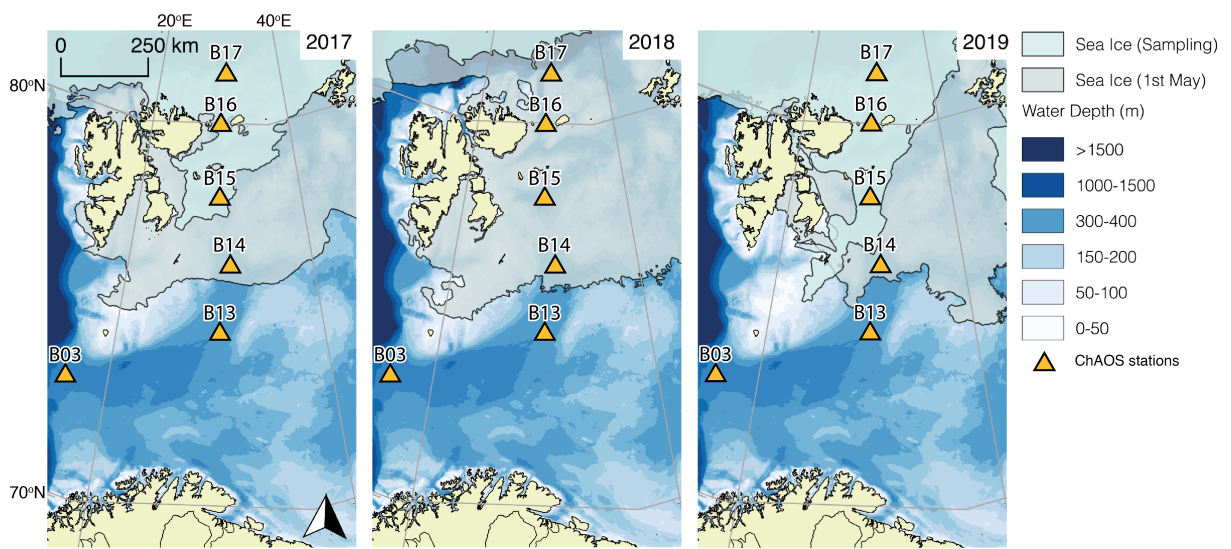 20°E 40°E
0 250 km
2017
B17
80°N
B16
B15
B14
B13
B03
70°N
2018
B17
B16
B15
B14
B13
B03
2019
B17
B16
B15
B14
B13
B03
Sea Ice (Sampling)
Sea Ice (1st May)
Water Depth (m)
>1500
1000-1500
300-400
150-200
50-100
0-50
ChAOS stations